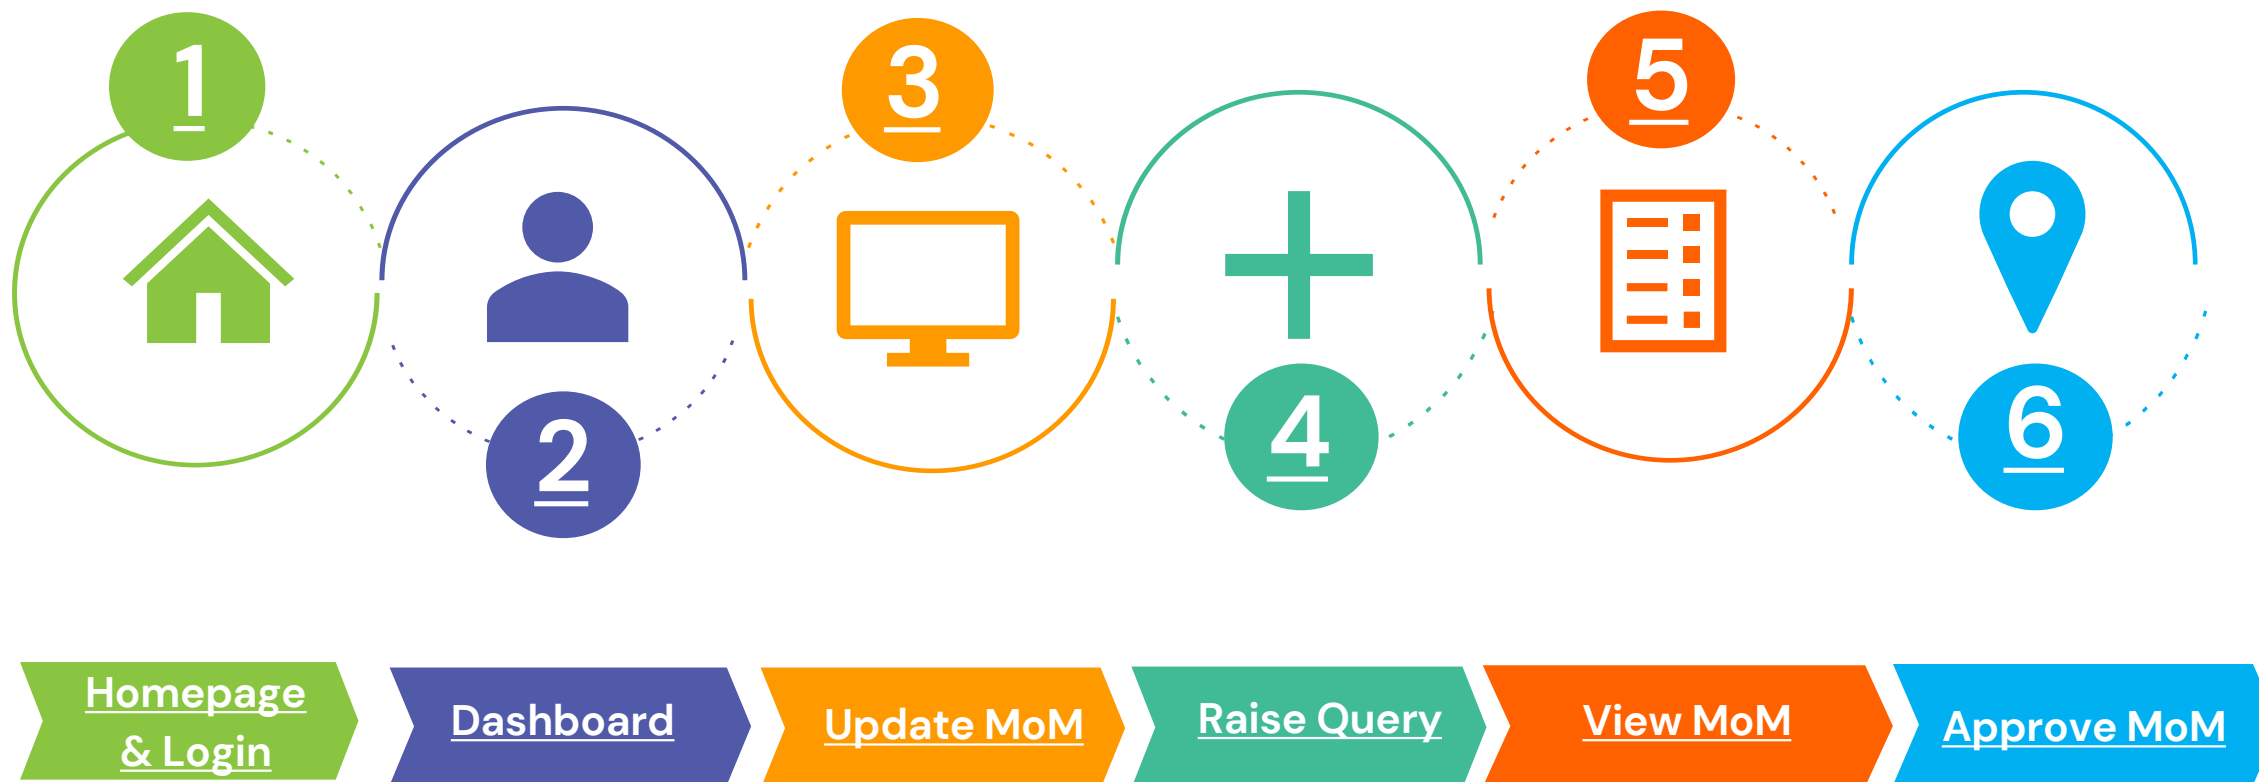 1
2
3
4
5
6
Homepage
& Login
Dashboard
Update MoM
Raise Query
View MoM
Approve MoM